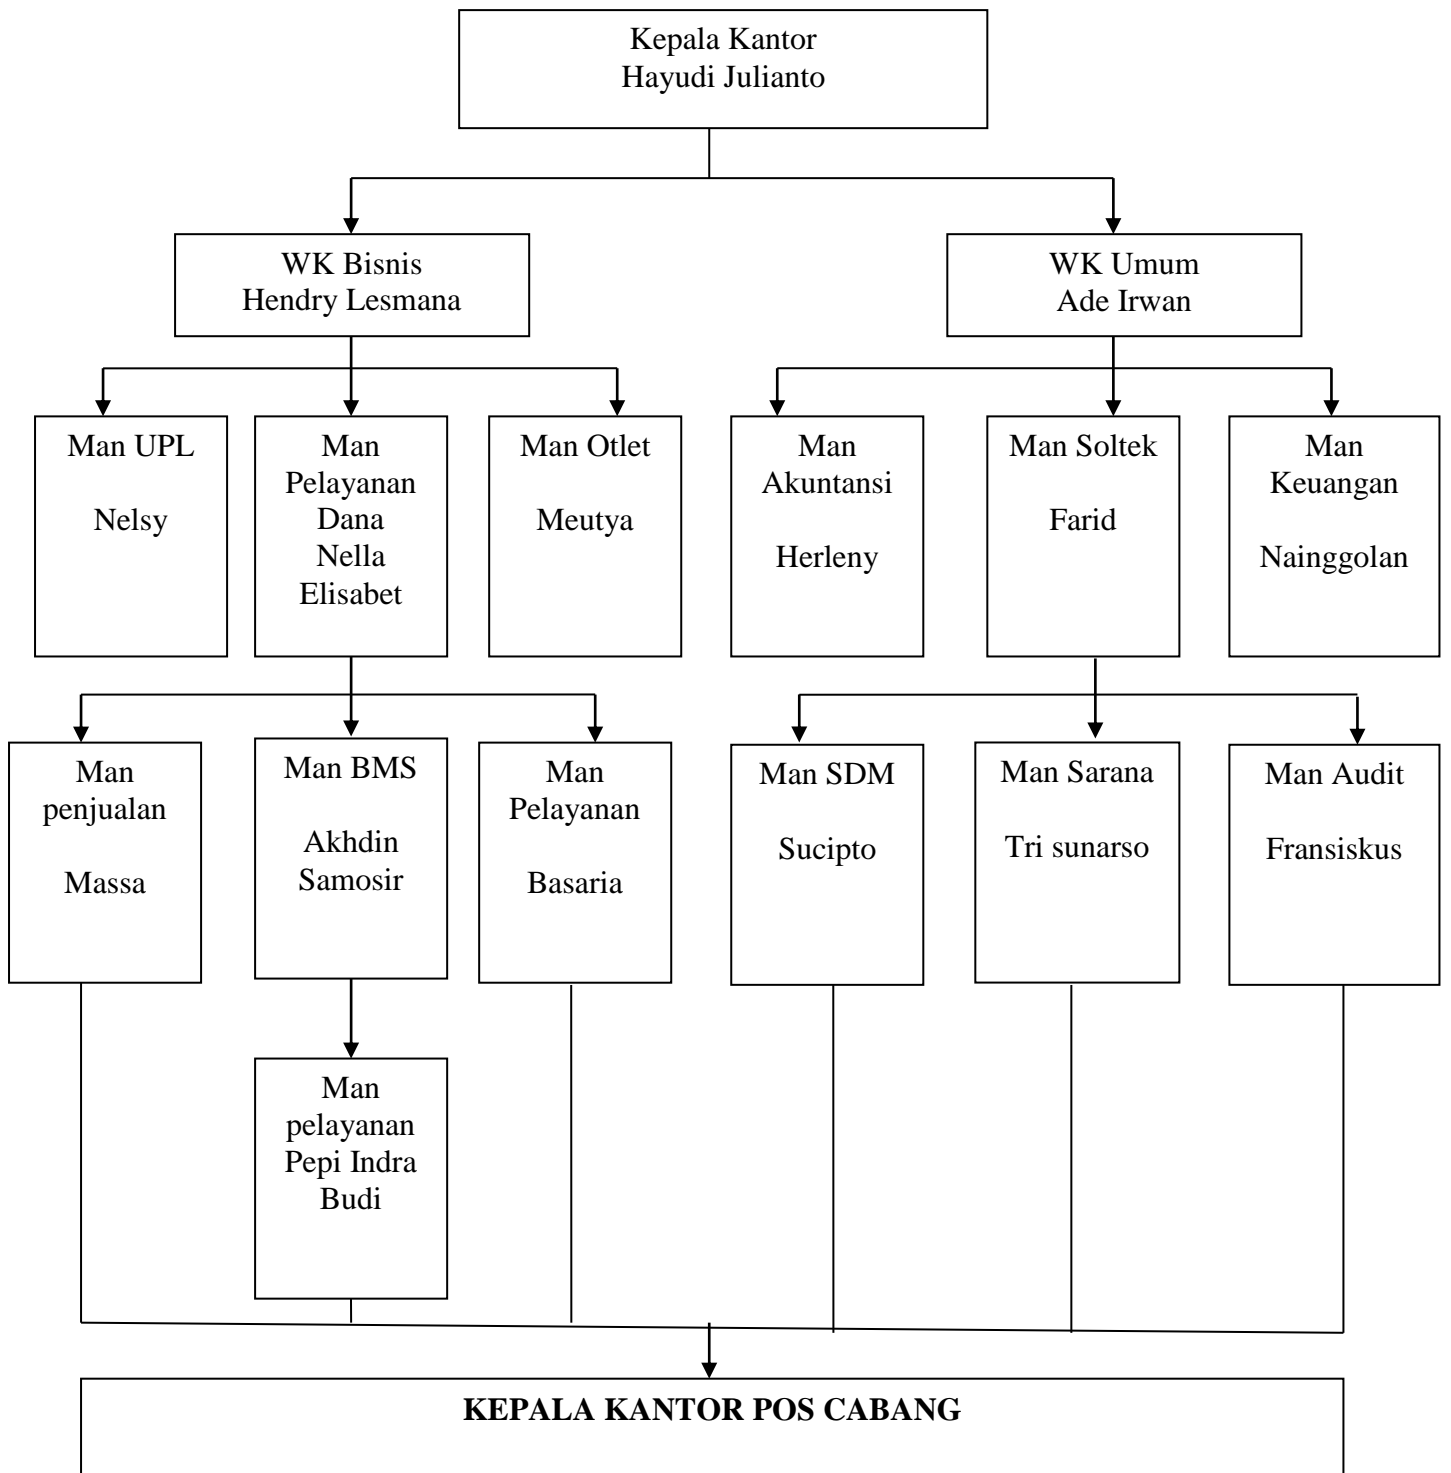 Kepala Kantor
Hayudi Julianto
WK Bisnis
Hendry Lesmana
WK Umum
Ade Irwan
Man UPL
Nelsy
Man
Pelayanan
Dana
Nella
Elisabet
Man Otlet
Meutya
Man
Akuntansi
Herleny
Man Soltek
Farid
Man
Keuangan
Nainggolan
Man
penjualan
Massa
Man BMS
Akhdin
Samosir
Man
Pelayanan
Basaria
Man SDM
Sucipto
Man Sarana
Tri sunarso
Man Audit
Fransiskus
Man
pelayanan
Pepi Indra
Budi
KEPALA KANTOR POS CABANG